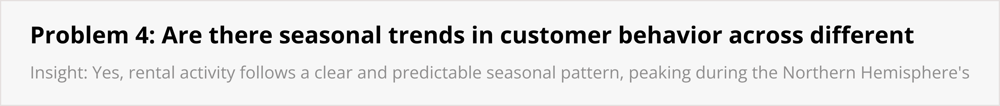 Problem 4: Are there seasonal trends in customer behavior across different
Insight: Yes, rental activity follows a clear and predictable seasonal pattern, peaking during the Northern Hemisphere's